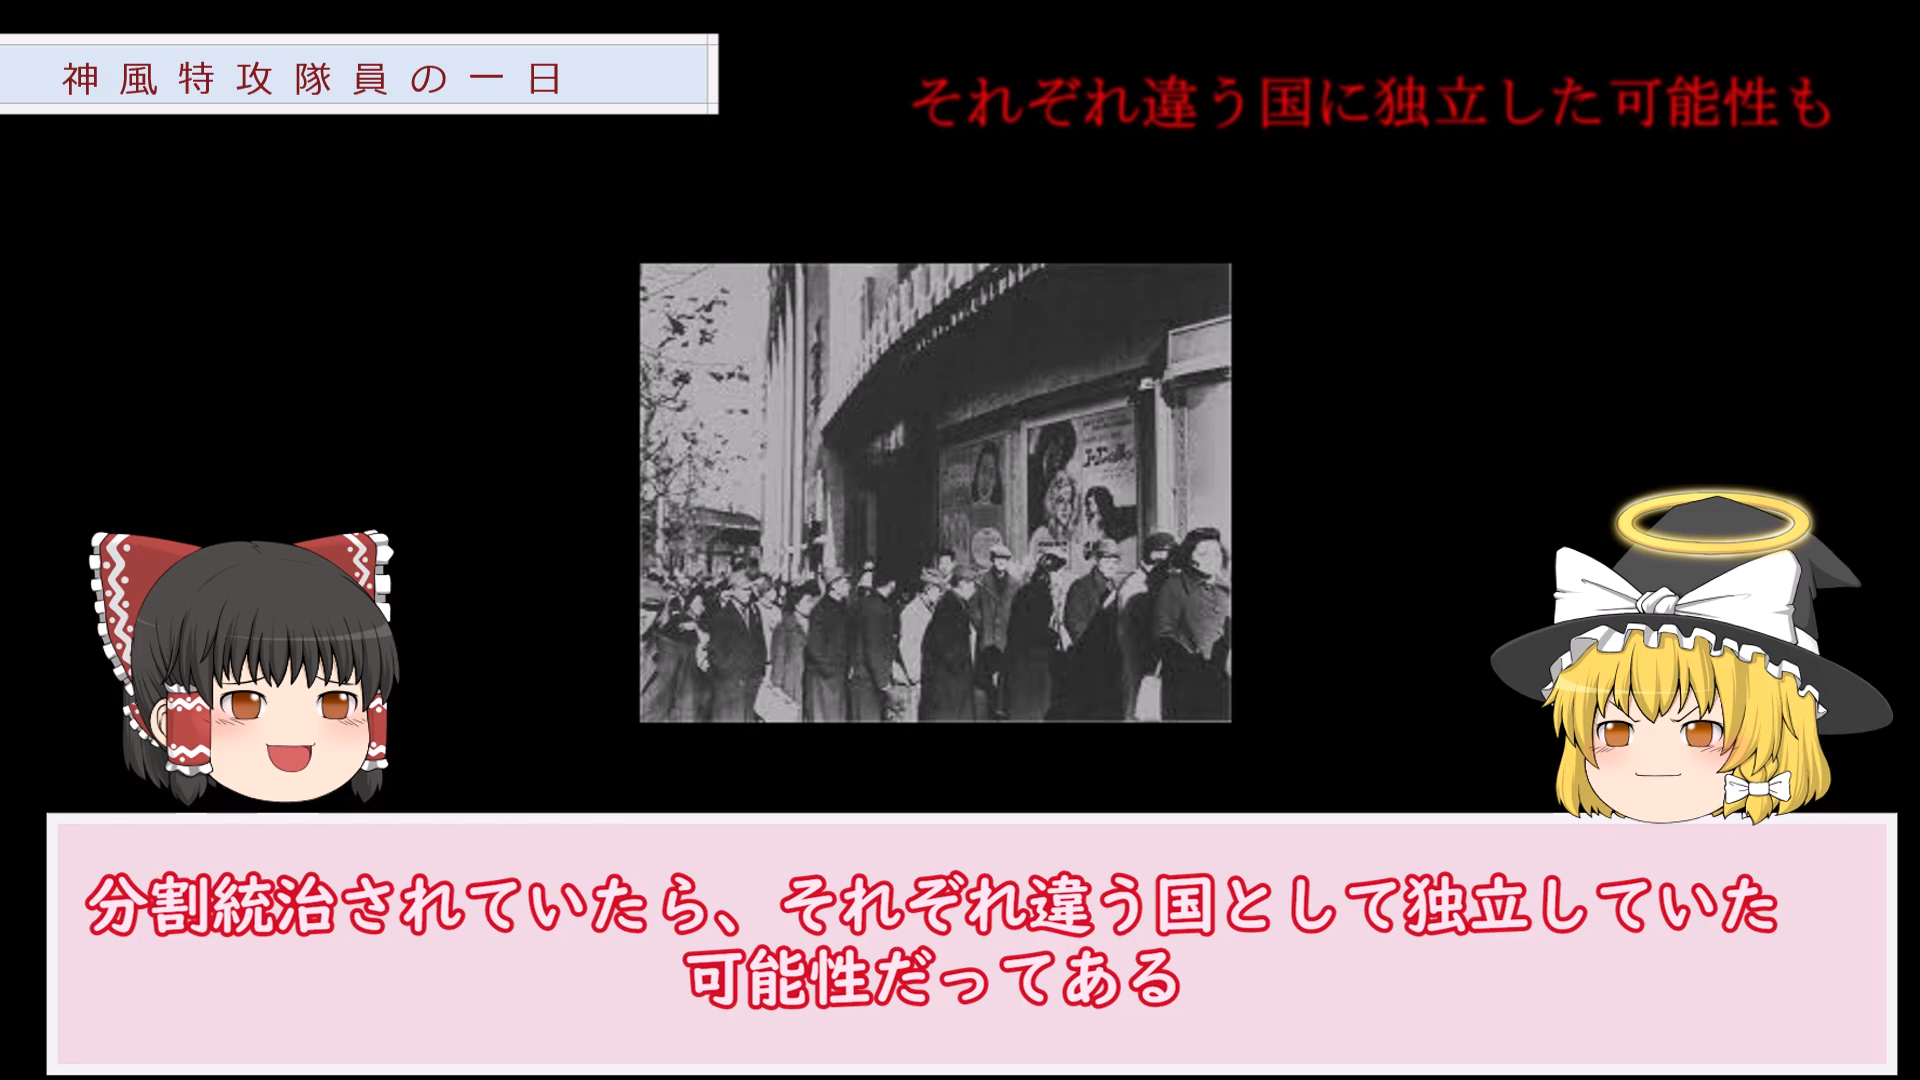 神風特攻隊員の一日
それぞれ違う国に独立した可能性も
分割統治されていたら、それぞれ違う国として独立していた
可能性だってある